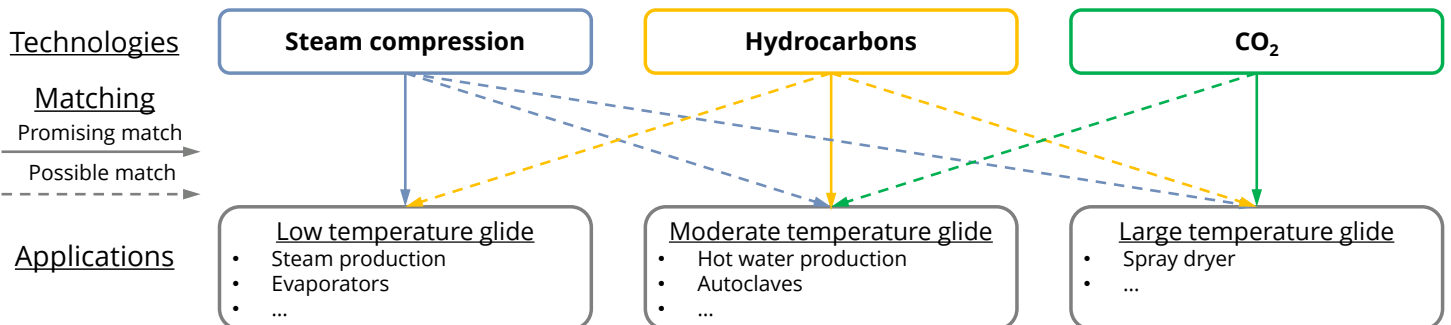 Technologies
Steam compression
Hydrocarbons
CO₂
Matching
Promising match
Possible match
Applications
Low temperature glide
• Steam production
• Evaporators
• ...
Moderate temperature glide
• Hot water production
• Autoclaves
• ...
Large temperature glide
• Spray dryer
• ...